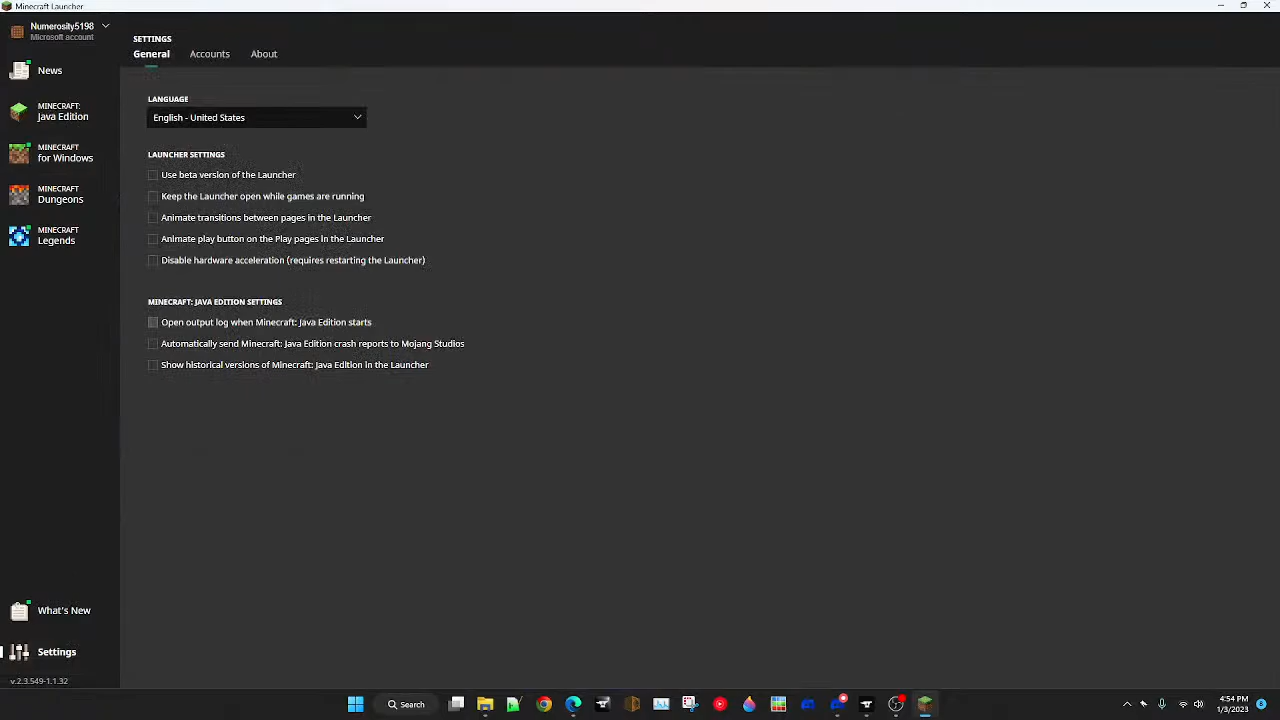 Minecraft Launcher
Numerosity5198
Microsoft account
News
MINECRAFT:
Java Edition
MINECRAFT
for Windows
MINECRAFT
Dungeons
MINECRAFT
Legends
What's New
Settings
v.2.3.549-1.1.32
SETTINGS
General Accounts About
LANGUAGE
English - United States
LAUNCHER SETTINGS
Use beta version of the Launcher
Keep the Launcher open while games are running
Animate transitions between pages in the Launcher
Animate play button on the Play pages in the Launcher
Disable hardware acceleration (requires restarting the Launcher)
MINECRAFT: JAVA EDITION SETTINGS
Open output log when Minecraft: Java Edition starts
Automatically send Minecraft: Java Edition crash reports to Mojang Studios
Show historical versions of Minecraft: Java Edition in the Launcher
Search
4:54 PM
1/3/2023